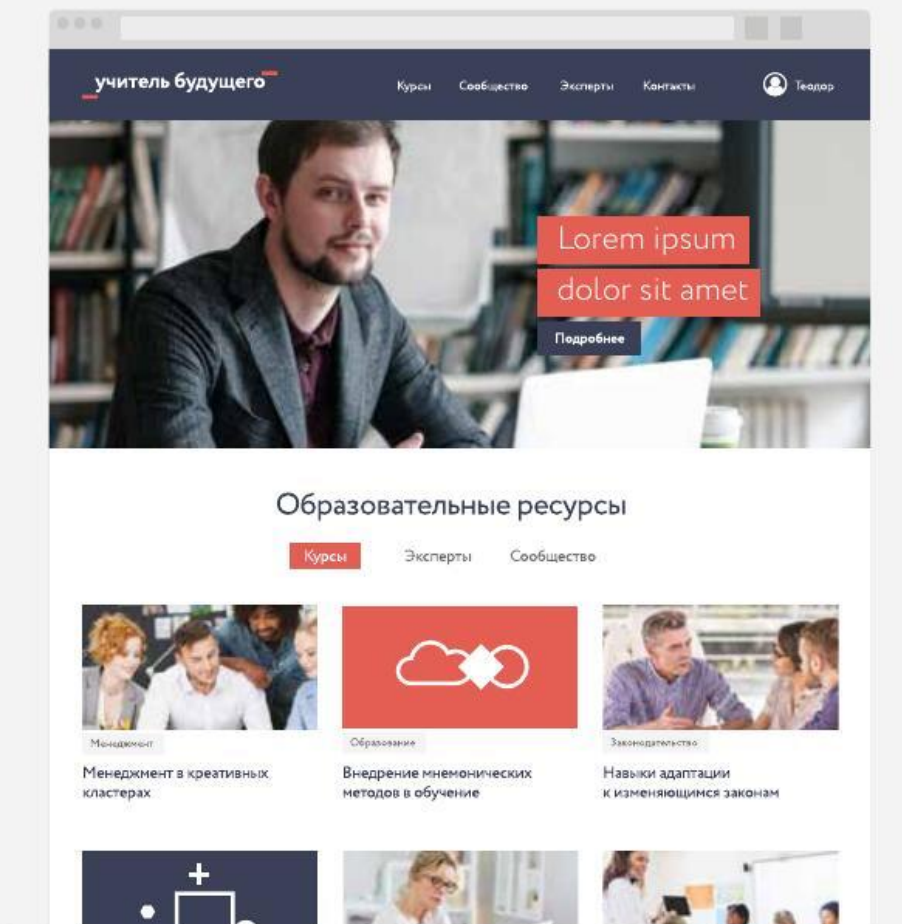 учитель будущего
Курсы Сообщество Эксперты Контакты Теодор
Lorem ipsum
dolor sit amet
Подробнее
Образовательные ресурсы
Курсы Эксперты Сообщество
Менеджмент
Менеджмент в креативных
кластерах
Образование
Внедрение мнемонических
методов в обучение
Законодательство
Навыки адаптации
к изменяющимся законам